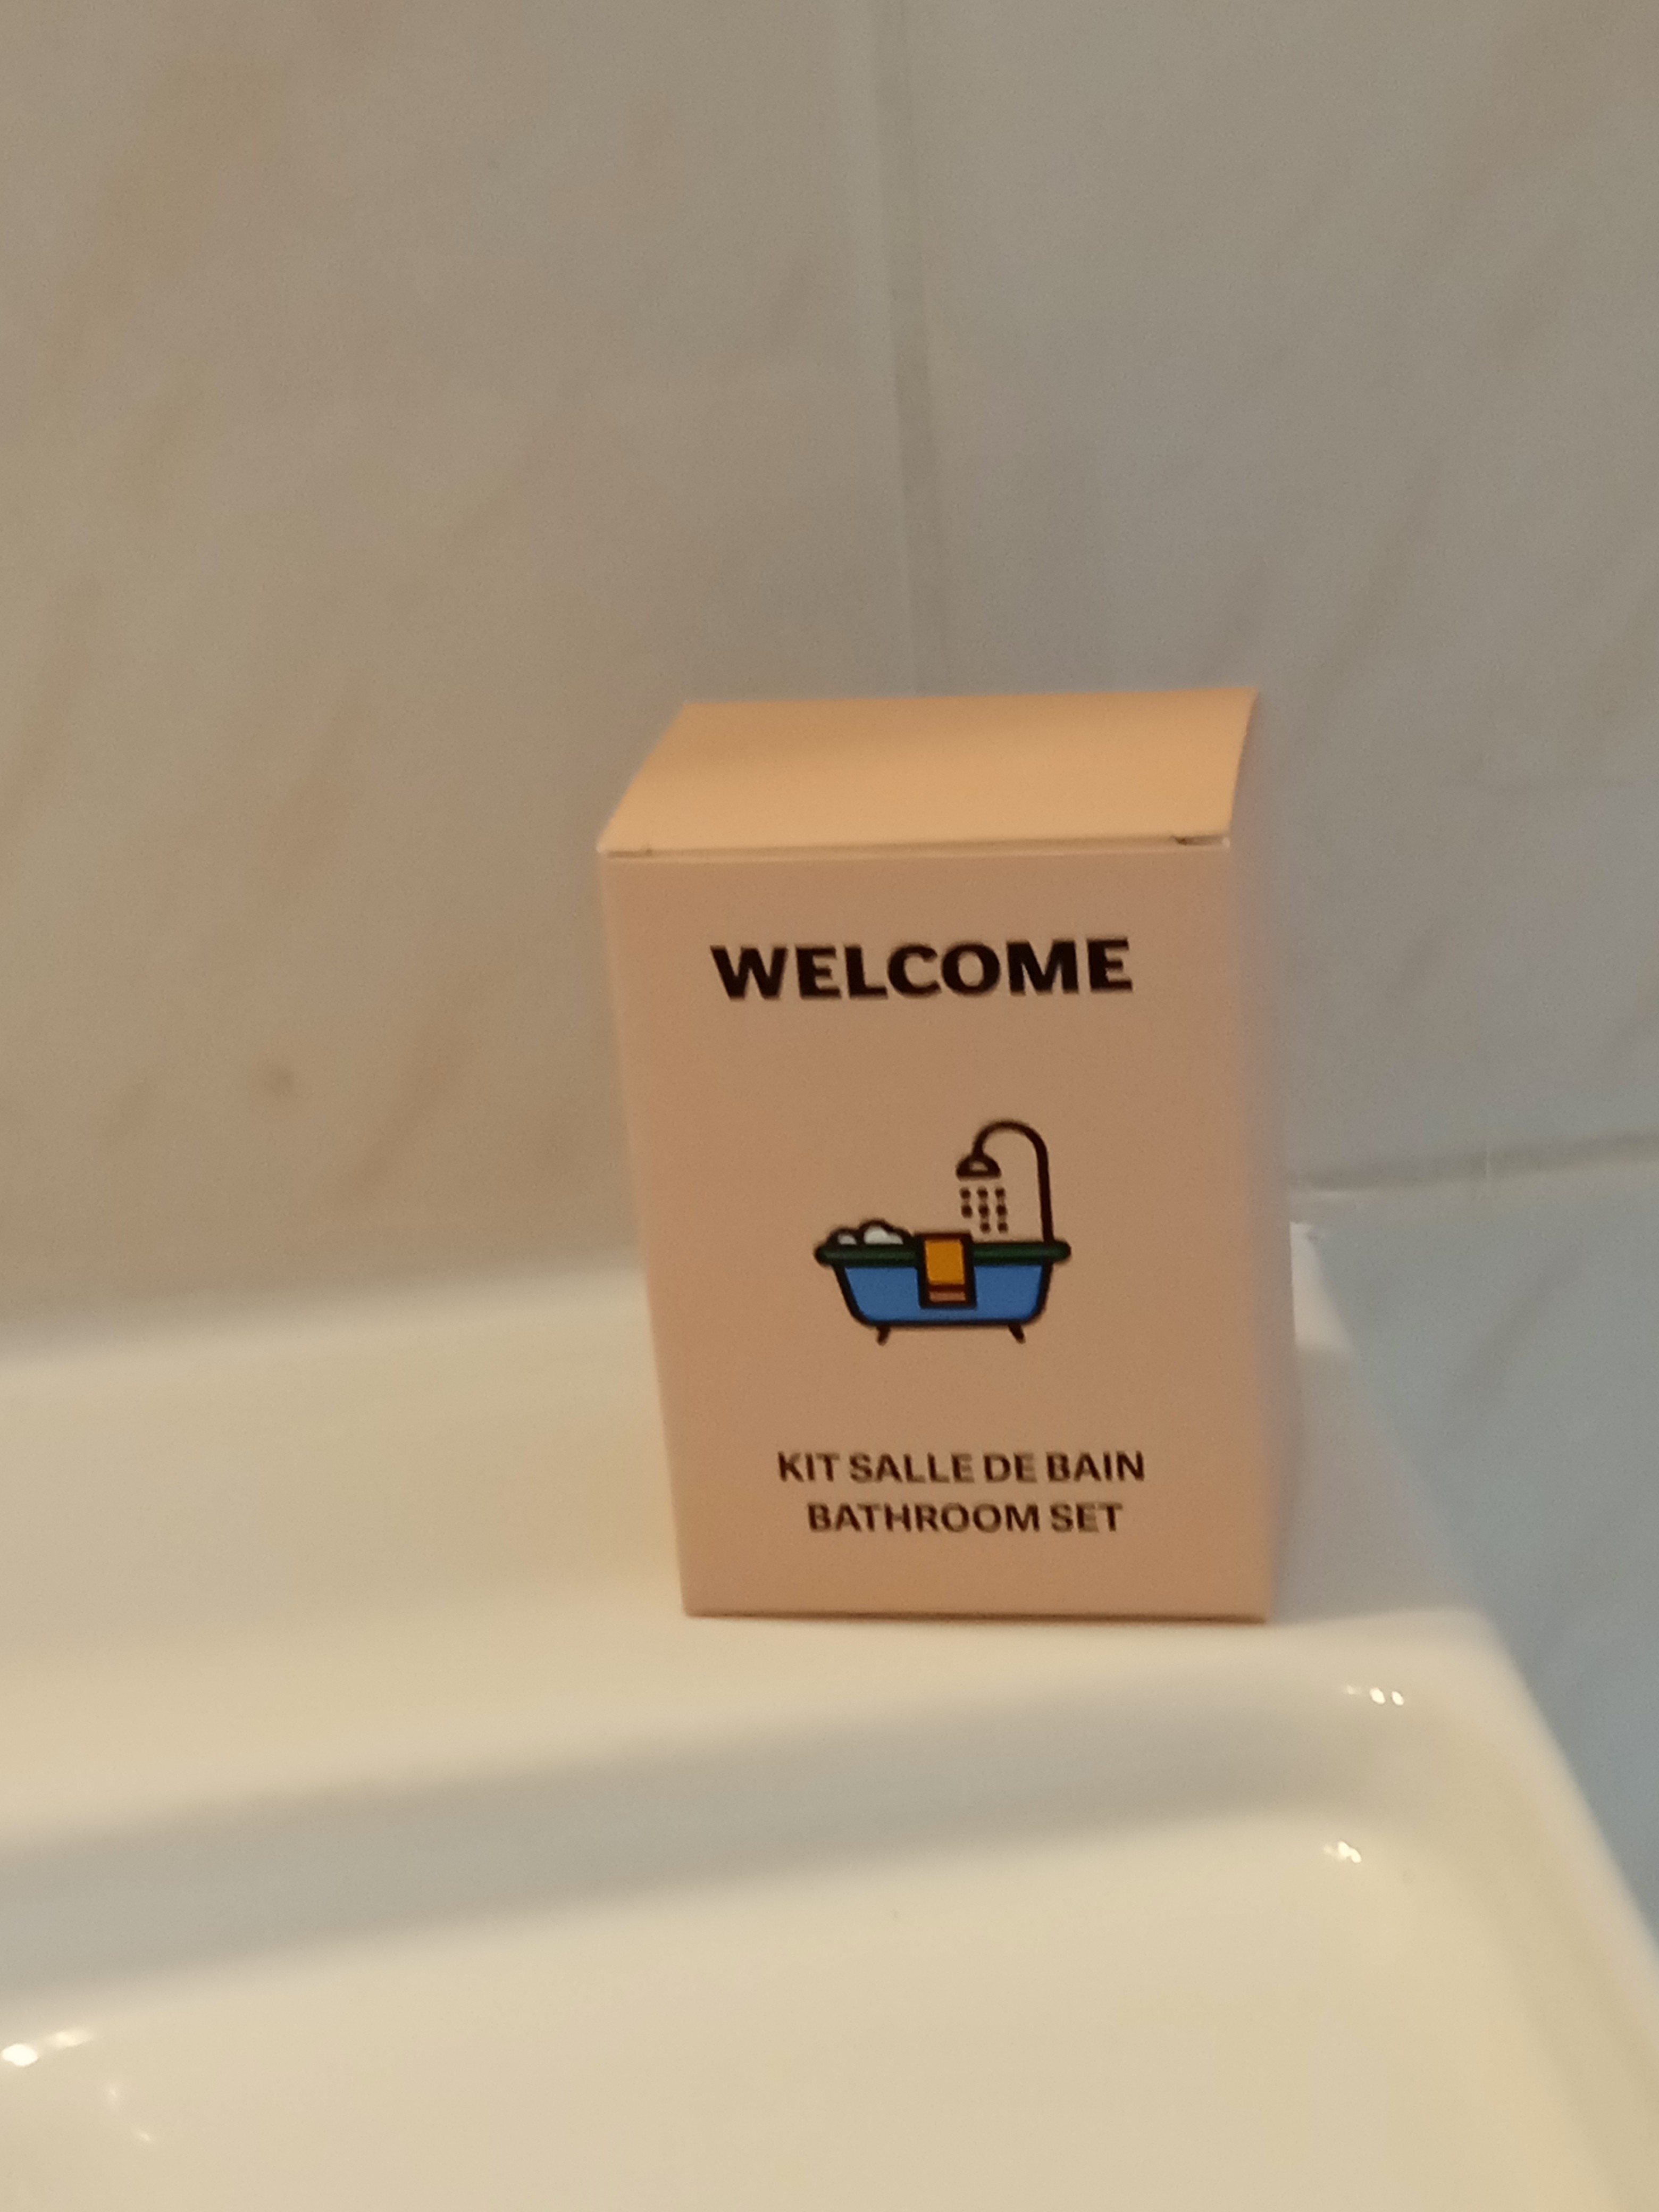 WELCOME
KIT SALLE DE BAIN
BATHROOM SET